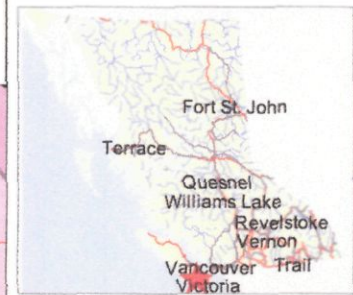 Fort St. John
Terrace
Quesnel
Williams Lake
Revelstoke
Vernon
Vancouver Trail
Victoria